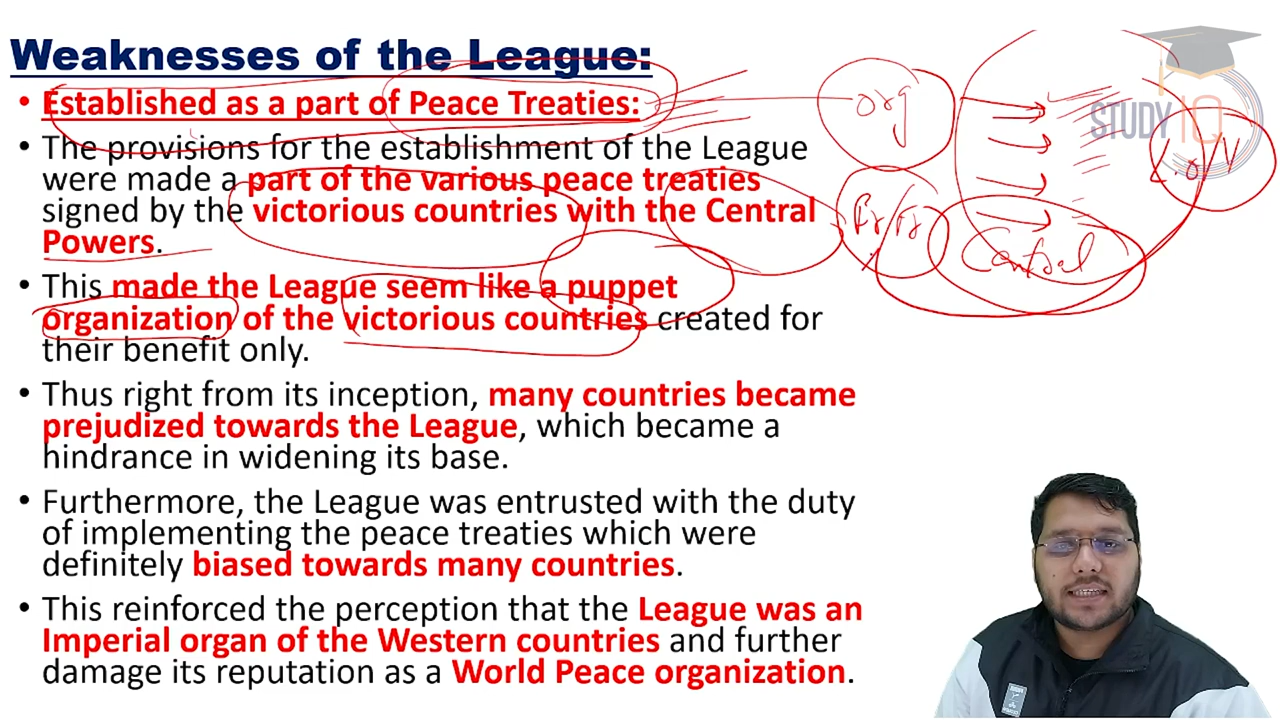 Weaknesses of the League:
• Established as a part of Peace Treaties:
• The provisions for the establishment of the League
were made a part of the various peace treaties
signed by the victorious countries with the Central
Powers.
• This made the League seem like a puppet
organization of the victorious countries created for
their benefit only.
• Thus right from its inception, many countries became
prejudized towards the League, which became a
hindrance in widening its base.
• Furthermore, the League was entrusted with the duty
of implementing the peace treaties which were
definitely biased towards many countries.
• This reinforced the perception that the League was an
Imperial organ of the Western countries and further
damage its reputation as a World Peace organization.
org
STUDY IQ
L.o/N
Central